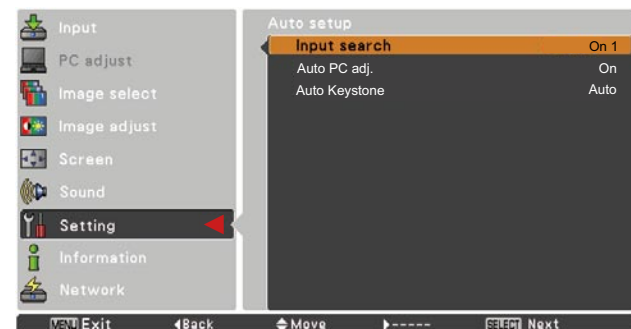 Input
PC adjust
Image select
Image adjust
Screen
Sound
Setting
Information
Network
Auto setup
Input search On 1
Auto PC adj. On
Auto Keystone Auto
MENU Exit Back Move ----- SELECT Next